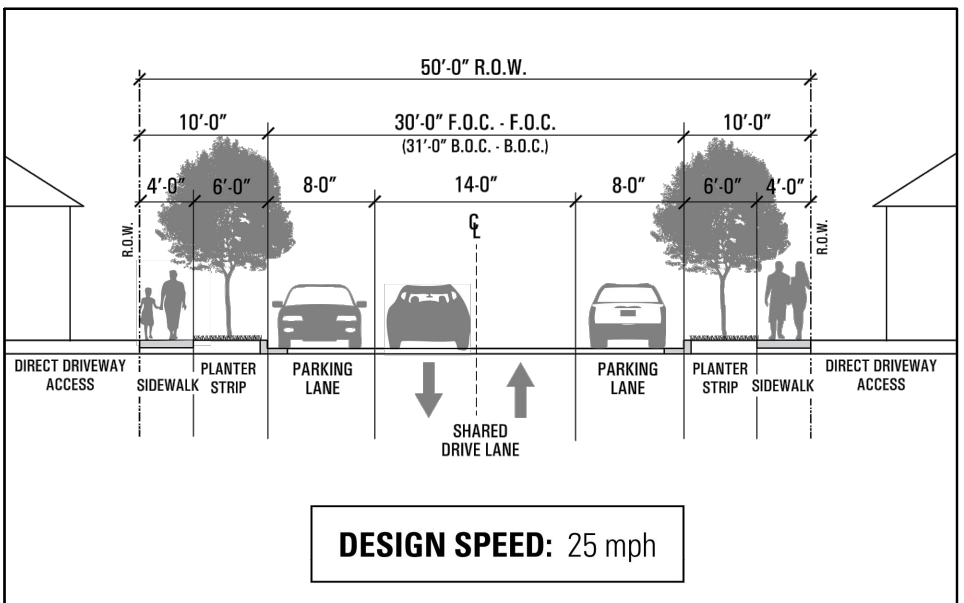 50'-0" R.O.W.
10'-0" 30'-0" F.O.C. - F.O.C. 10'-0"
(31'-0" B.O.C. - B.O.C.)
4'-0" 6'-0" 8-0" 14-0" 8-0" 6'-0" 4'-0"
R.O.W. ℄ R.O.W.
DIRECT DRIVEWAY ACCESS
SIDEWALK
PLANTER STRIP
PARKING LANE
SHARED DRIVE LANE
PARKING LANE
PLANTER STRIP
SIDEWALK
DIRECT DRIVEWAY ACCESS
DESIGN SPEED: 25 mph